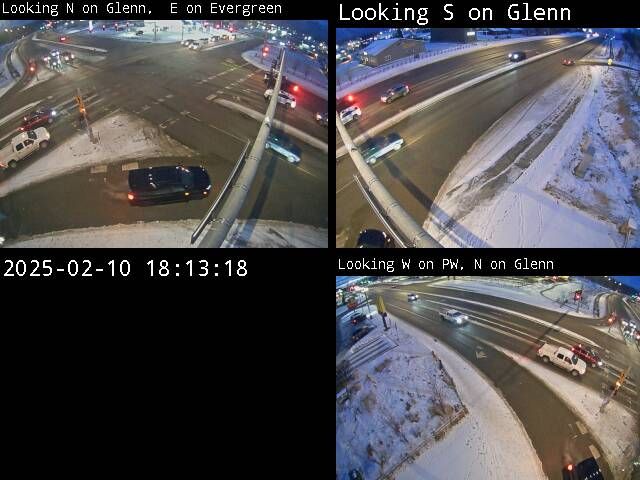 Looking N on Glenn,  E on Evergreen
Looking S on Glenn
2025-02-10 18:13:18
Looking W on PW, N on Glenn